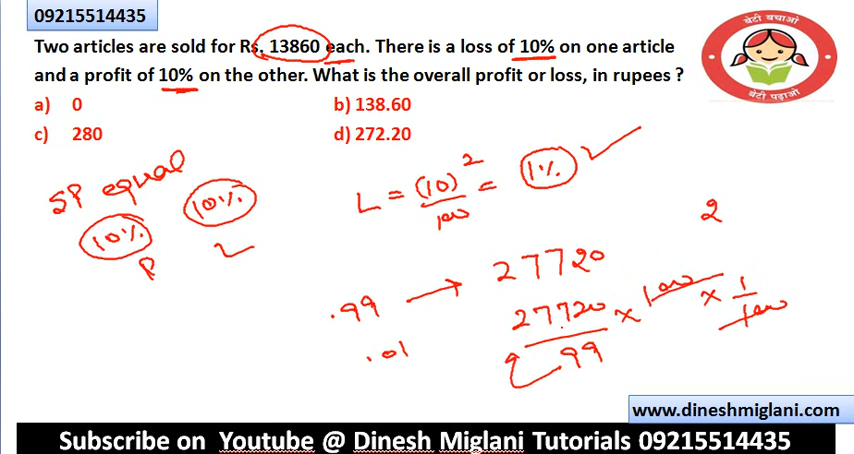 09215514435
Two articles are sold for Rs. 13860 each. There is a loss of 10% on one article
and a profit of 10% on the other. What is the overall profit or loss, in rupees ?
a) 0
b) 138.60
c) 280
d) 272.20
बेटी बचाओ
बेटी पढ़ाओ
SP equal
10% 10%
P L
L = (10)² / 100 = 1% ✓
2
.99 → 27720
.01
27720 / 99 × 100 × 1 / 100
www.dineshmiglani.com
Subscribe on Youtube @ Dinesh Miglani Tutorials 09215514435